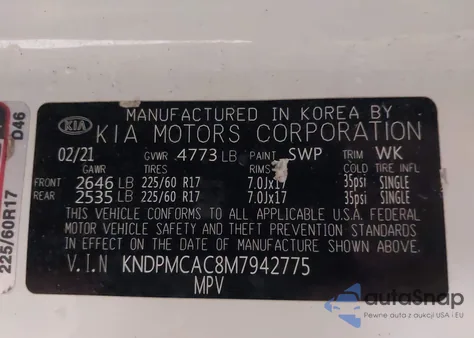 MANUFACTURED IN KOREA BY
KIA KIA MOTORS CORPORATION
02/21 GVWR 4773 LB PAINT SWP TRIM WK
GAWR TIRES RIMS COLD TIRE INFL
FRONT 2646 LB 225/60 R17 7.0Jx17 35psi SINGLE
REAR 2535 LB 225/60 R17 7.0Jx17 35psi SINGLE
THIS VEHICLE CONFORMS TO ALL APPLICABLE U.S.A. FEDERAL
MOTOR VEHICLE SAFETY AND THEFT PREVENTION STANDARDS
IN EFFECT ON THE DATE OF MANUFACTURE SHOWN ABOVE.
V.I.N KNDPMCAC8M7942775
MPV
225/60R17
D46
autoSnap
Pewne auta z aukcji USA i EU